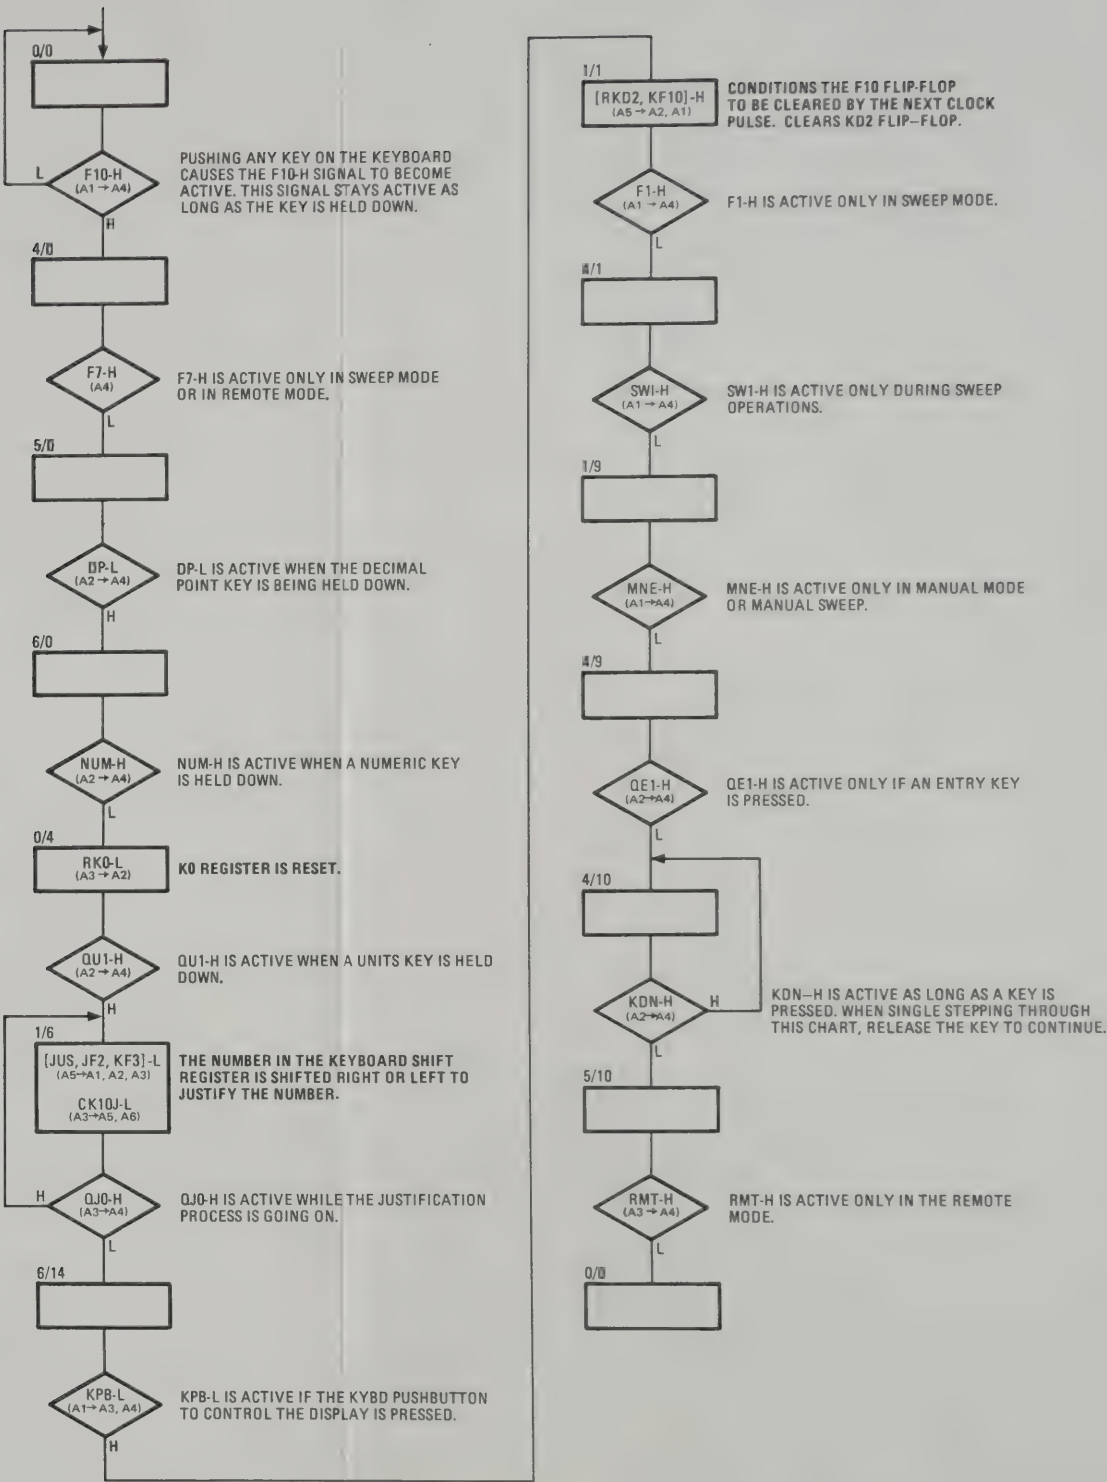 0/0
F10-H
(A1→A4)
L
H
PUSHING ANY KEY ON THE KEYBOARD
CAUSES THE F10-H SIGNAL TO BECOME
ACTIVE. THIS SIGNAL STAYS ACTIVE AS
LONG AS THE KEY IS HELD DOWN.
4/0
F7-H
(A4)
L
F7-H IS ACTIVE ONLY IN SWEEP MODE
OR IN REMOTE MODE.
5/0
DP-L
(A2→A4)
H
DP-L IS ACTIVE WHEN THE DECIMAL
POINT KEY IS BEING HELD DOWN.
6/0
NUM-H
(A2→A4)
L
NUM-H IS ACTIVE WHEN A NUMERIC KEY
IS HELD DOWN.
0/4
RK0-L
(A3→A2)
K0 REGISTER IS RESET.
QU1-H
(A2→A4)
H
QU1-H IS ACTIVE WHEN A UNITS KEY IS HELD
DOWN.
1/6
[JUS, JF2, KF3]-L
(A5→A1, A2, A3)
CK10J-L
(A3→A5, A6)
THE NUMBER IN THE KEYBOARD SHIFT
REGISTER IS SHIFTED RIGHT OR LEFT TO
JUSTIFY THE NUMBER.
H
QJ0-H
(A3→A4)
L
QJ0-H IS ACTIVE WHILE THE JUSTIFICATION
PROCESS IS GOING ON.
6/14
KPB-L
(A1→A3, A4)
H
KPB-L IS ACTIVE IF THE KYBD PUSHBUTTON
TO CONTROL THE DISPLAY IS PRESSED.
1/1
[RKD2, KF10]-H
(A5→A2, A1)
CONDITIONS THE F10 FLIP-FLOP
TO BE CLEARED BY THE NEXT CLOCK
PULSE. CLEARS KD2 FLIP-FLOP.
F1-H
(A1→A4)
L
F1-H IS ACTIVE ONLY IN SWEEP MODE.
4/1
SWI-H
(A1→A4)
L
SW1-H IS ACTIVE ONLY DURING SWEEP
OPERATIONS.
1/9
MNE-H
(A1→A4)
L
MNE-H IS ACTIVE ONLY IN MANUAL MODE
OR MANUAL SWEEP.
4/9
QE1-H
(A2→A4)
L
QE1-H IS ACTIVE ONLY IF AN ENTRY KEY
IS PRESSED.
4/10
KDN-H
(A2→A4)
H
L
KDN-H IS ACTIVE AS LONG AS A KEY IS
PRESSED. WHEN SINGLE STEPPING THROUGH
THIS CHART, RELEASE THE KEY TO CONTINUE.
5/10
RMT-H
(A3→A4)
L
RMT-H IS ACTIVE ONLY IN THE REMOTE
MODE.
0/0